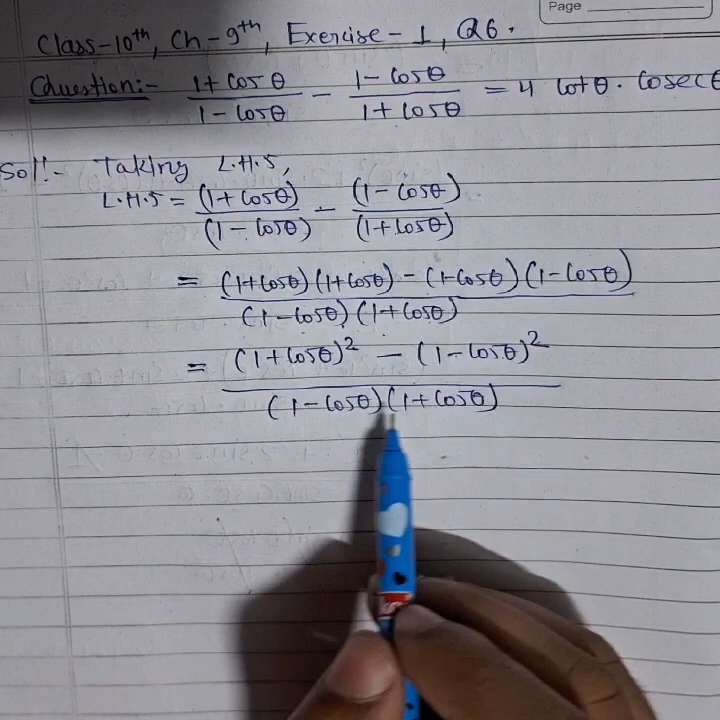 Page
Class-10th, Ch-9th, Exercise-1, Q6.
Question:- (1+cosθ)/(1-cosθ) - (1-cosθ)/(1+cosθ) = 4 cotθ. cosecθ
Sol!- Taking L.H.S,
L.H.S = (1+cosθ)/(1-cosθ) - (1-cosθ)/(1+cosθ)
= (1+cosθ)(1+cosθ)-(1-cosθ)(1-cosθ)/(1-cosθ)(1+cosθ)
= (1+cosθ)² - (1-cosθ)²/(1-cosθ)(1+cosθ)